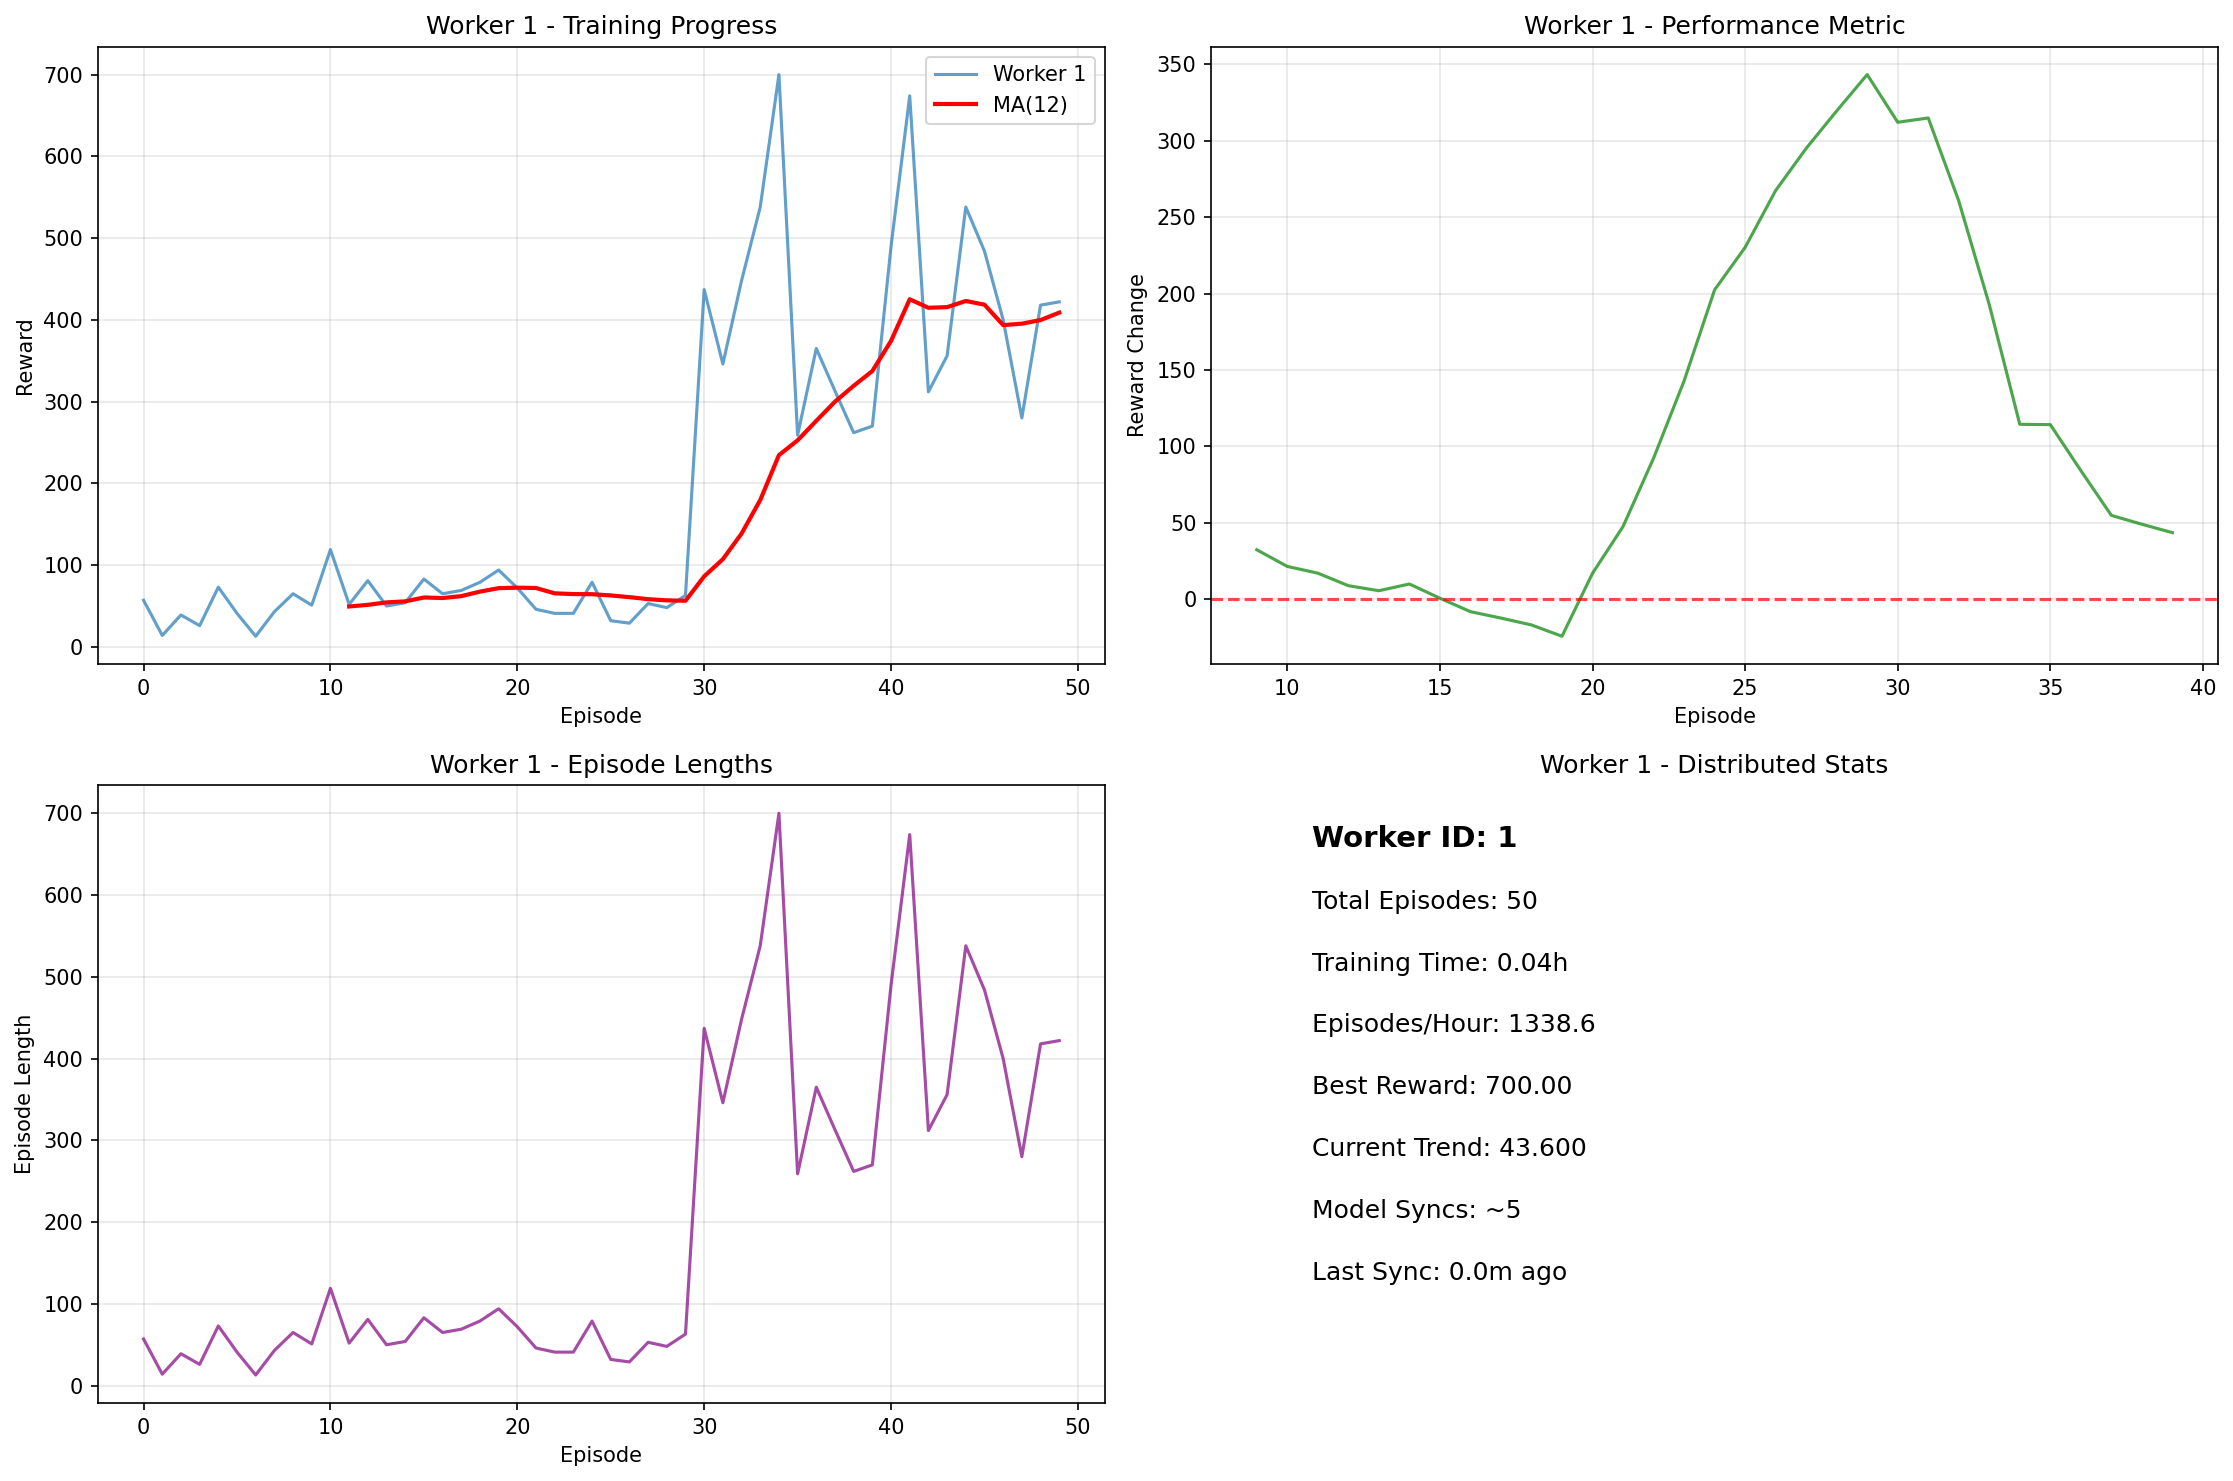 Worker 1 - Training Progress
Worker 1
MA(12)
700
600
500
400
300
200
100
0
Reward
0 10 20 30 40 50
Episode
Worker 1 - Performance Metric
350
300
250
200
150
100
50
0
Reward Change
10 15 20 25 30 35 40
Episode
Worker 1 - Episode Lengths
700
600
500
400
300
200
100
0
Episode Length
0 10 20 30 40 50
Episode
Worker 1 - Distributed Stats
Worker ID: 1
Total Episodes: 50
Training Time: 0.04h
Episodes/Hour: 1338.6
Best Reward: 700.00
Current Trend: 43.600
Model Syncs: ~5
Last Sync: 0.0m ago